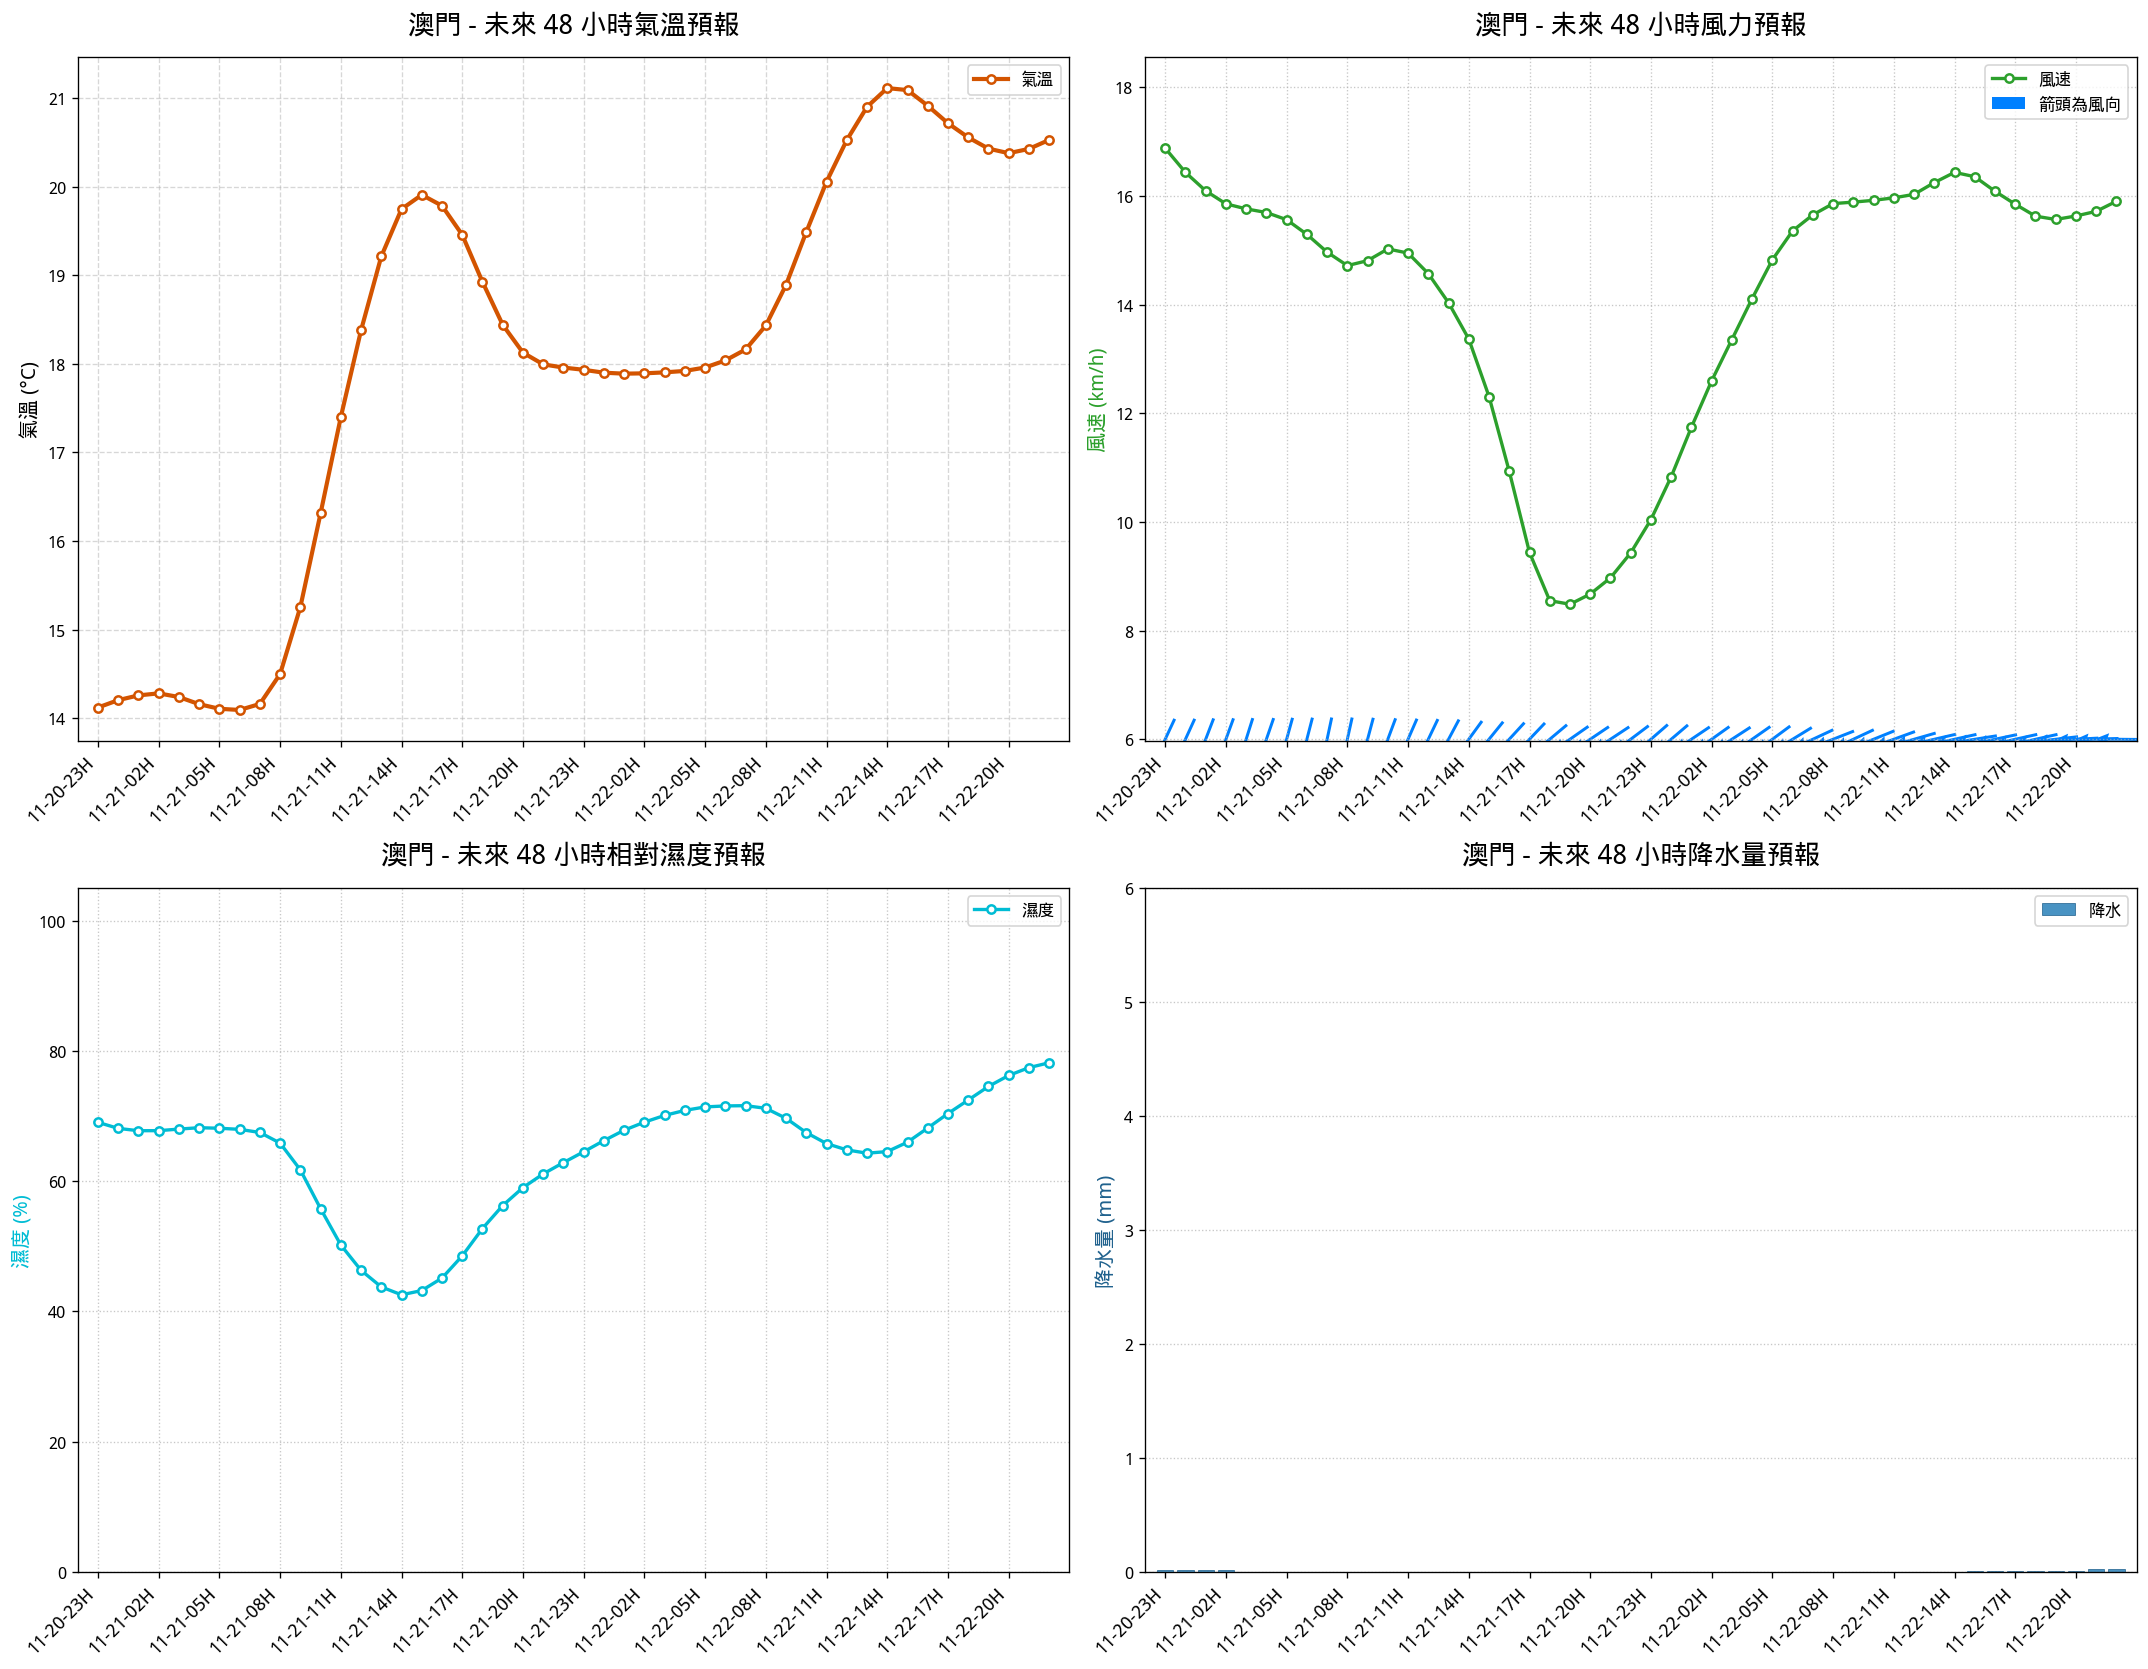 澳門 - 未來 48 小時氣溫預報
氣溫
氣溫 (°C)
21
20
19
18
17
16
15
14
11-20-23H
11-21-02H
11-21-05H
11-21-08H
11-21-11H
11-21-14H
11-21-17H
11-21-20H
11-21-23H
11-22-02H
11-22-05H
11-22-08H
11-22-11H
11-22-14H
11-22-17H
11-22-20H
澳門 - 未來 48 小時風力預報
風速
箭頭為風向
風速 (km/h)
18
16
14
12
10
8
6
11-20-23H
11-21-02H
11-21-05H
11-21-08H
11-21-11H
11-21-14H
11-21-17H
11-21-20H
11-21-23H
11-22-02H
11-22-05H
11-22-08H
11-22-11H
11-22-14H
11-22-17H
11-22-20H
澳門 - 未來 48 小時相對濕度預報
濕度
濕度 (%)
100
80
60
40
20
0
11-20-23H
11-21-02H
11-21-05H
11-21-08H
11-21-11H
11-21-14H
11-21-17H
11-21-20H
11-21-23H
11-22-02H
11-22-05H
11-22-08H
11-22-11H
11-22-14H
11-22-17H
11-22-20H
澳門 - 未來 48 小時降水量預報
降水
降水量 (mm)
6
5
4
3
2
1
0
11-20-23H
11-21-02H
11-21-05H
11-21-08H
11-21-11H
11-21-14H
11-21-17H
11-21-20H
11-21-23H
11-22-02H
11-22-05H
11-22-08H
11-22-11H
11-22-14H
11-22-17H
11-22-20H